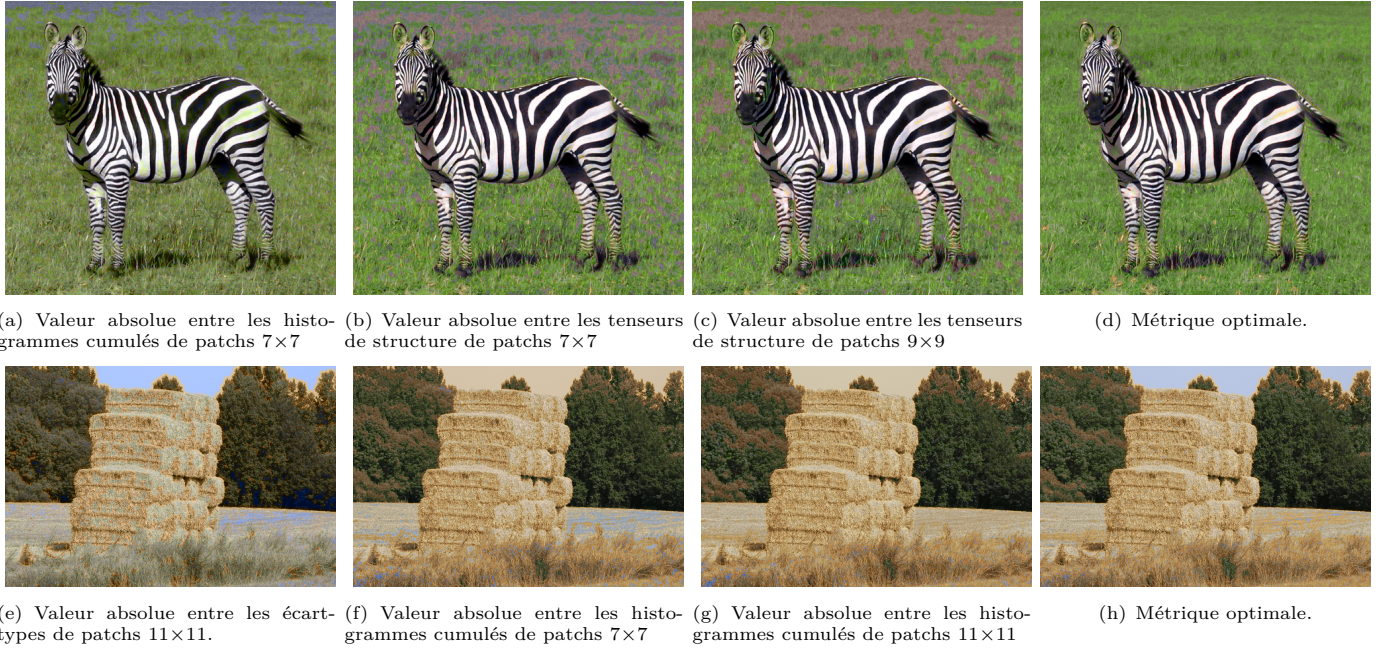 (a) Valeur absolue entre les histo-
grammes cumulés de patchs 7×7
(b) Valeur absolue entre les tenseurs
de structure de patchs 7×7
(c) Valeur absolue entre les tenseurs
de structure de patchs 9×9
(d) Métrique optimale.
(e) Valeur absolue entre les écart-
types de patchs 11×11.
(f) Valeur absolue entre les histo-
grammes cumulés de patchs 7×7
(g) Valeur absolue entre les histo-
grammes cumulés de patchs 11×11
(h) Métrique optimale.